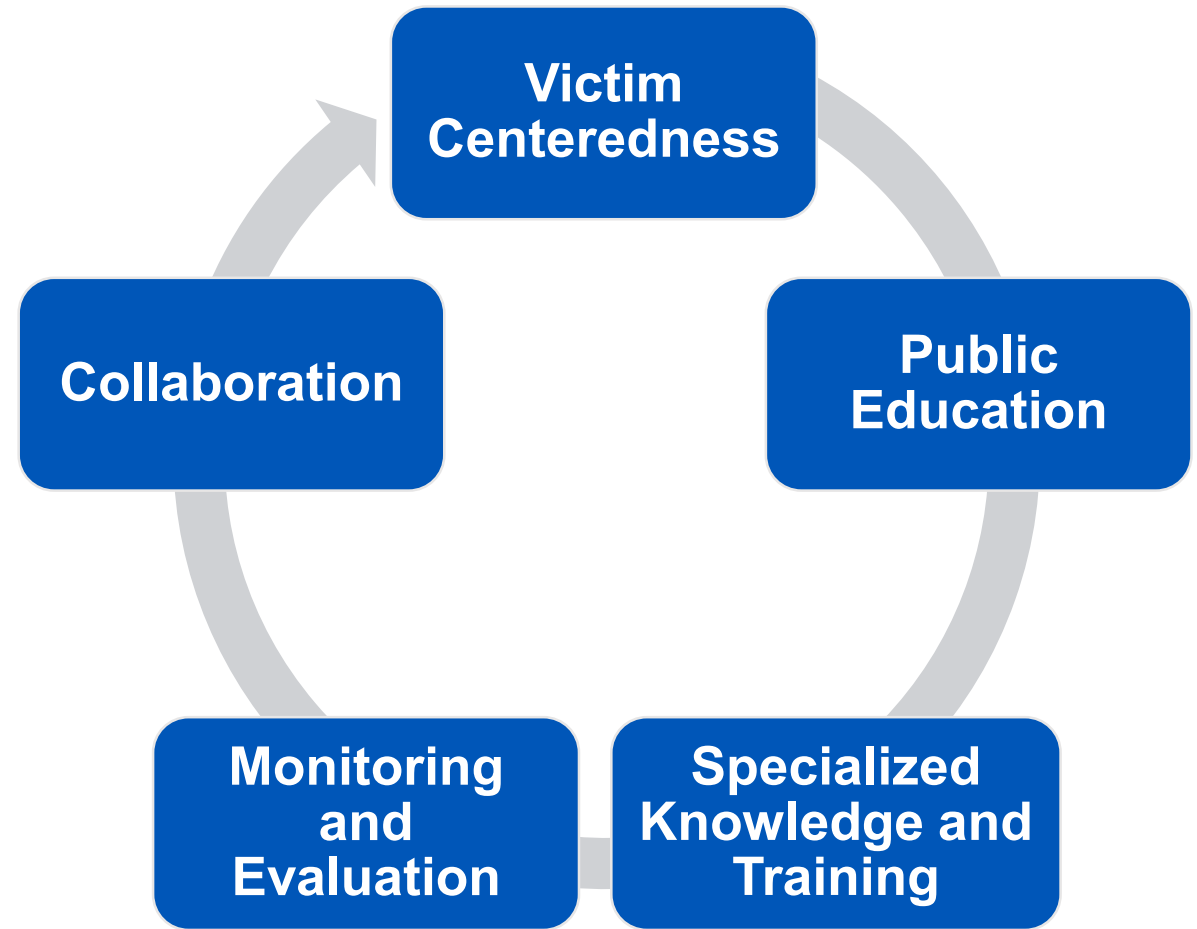 Victim
Centeredness
Public
Education
Specialized
Knowledge and
Training
Monitoring
and
Evaluation
Collaboration